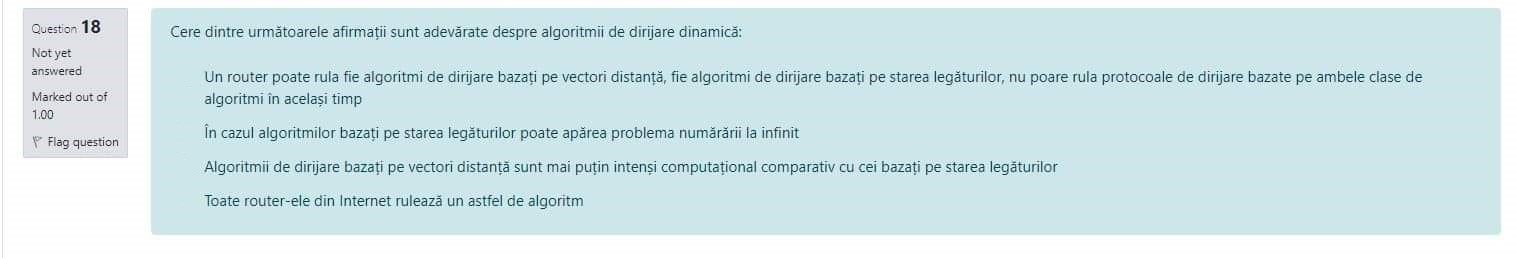 Question 18
Not yet
answered
Marked out of
1.00
Flag question
Cere dintre următoarele afirmații sunt adevărate despre algoritmii de dirijare dinamică:
Un router poate rula fie algoritmi de dirijare bazați pe vectori distanță, fie algoritmi de dirijare bazați pe starea legăturilor, nu poare rula protocoale de dirijare bazate pe ambele clase de
algoritmi în același timp
În cazul algoritmilor bazați pe starea legăturilor poate apărea problema numărării la infinit
Algoritmii de dirijare bazați pe vectori distanță sunt mai puțin intenși computațional comparativ cu cei bazați pe starea legăturilor
Toate router-ele din Internet rulează un astfel de algoritm